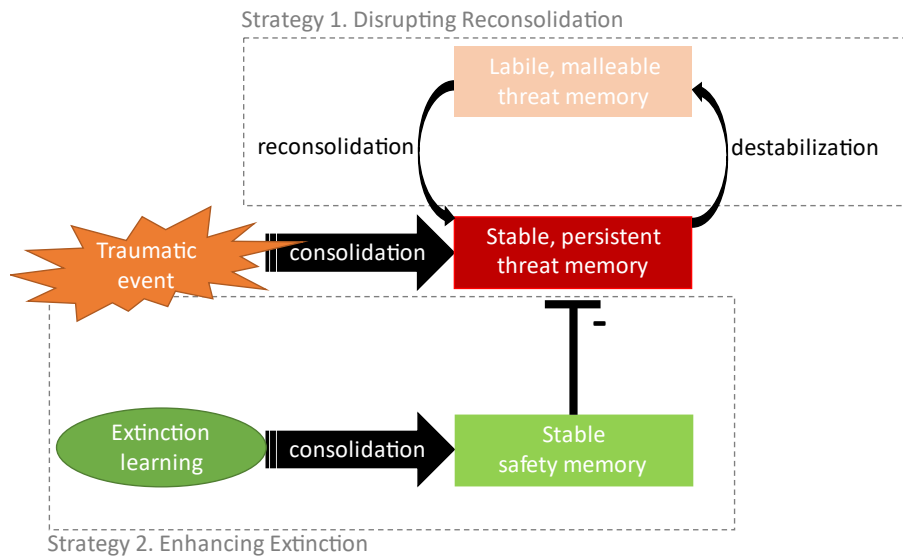 Strategy 1. Disrupting Reconsolidation
Labile, malleable
threat memory
reconsolidation
destabilization
Traumatic
event
consolidation
Stable, persistent
threat memory
-
Extinction
learning
consolidation
Stable
safety memory
Strategy 2. Enhancing Extinction